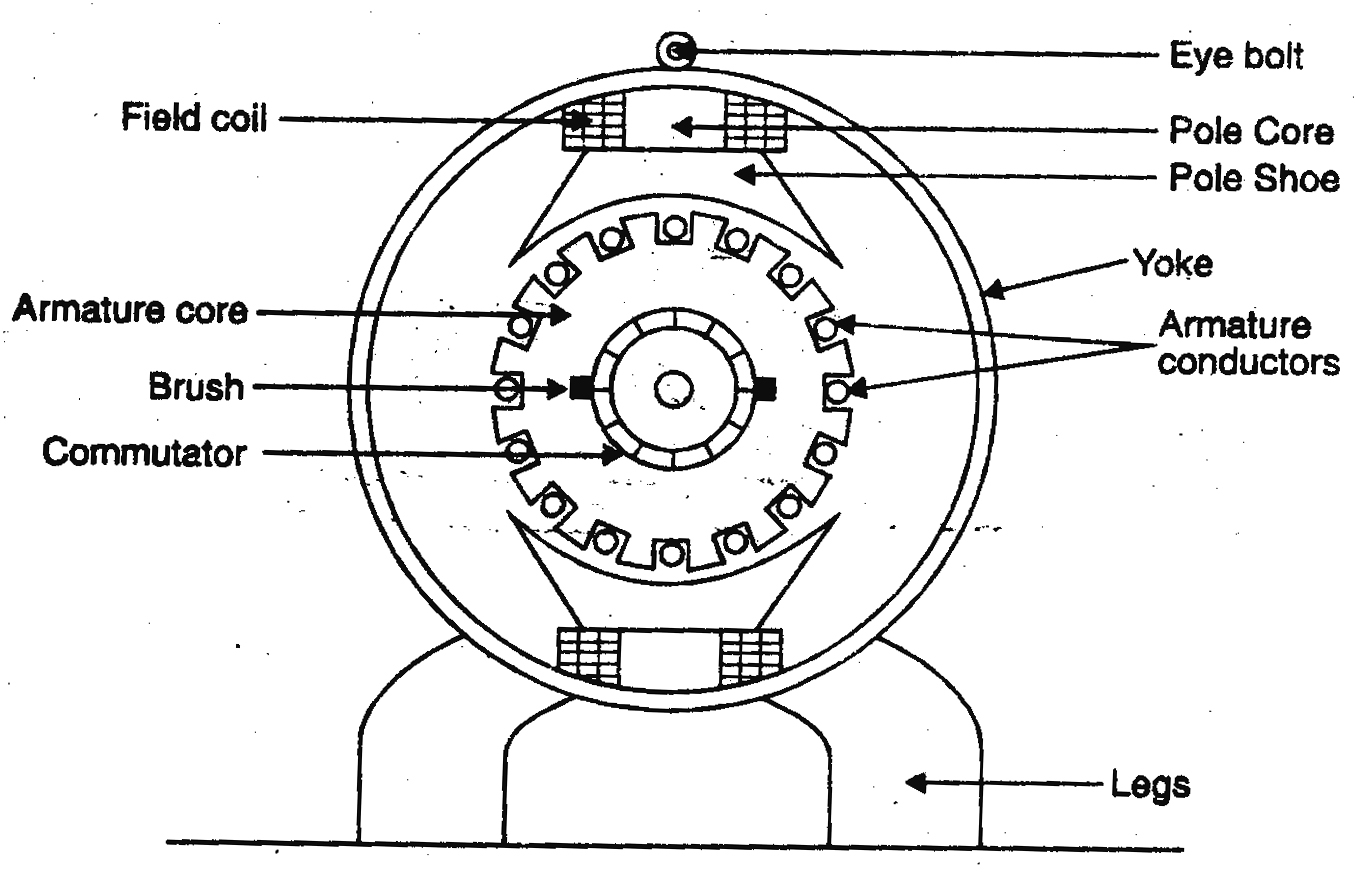 Eye bolt
Field coil
Pole Core
Pole Shoe
Yoke
Armature core
Armature
conductors
Brush
Commutator
Legs